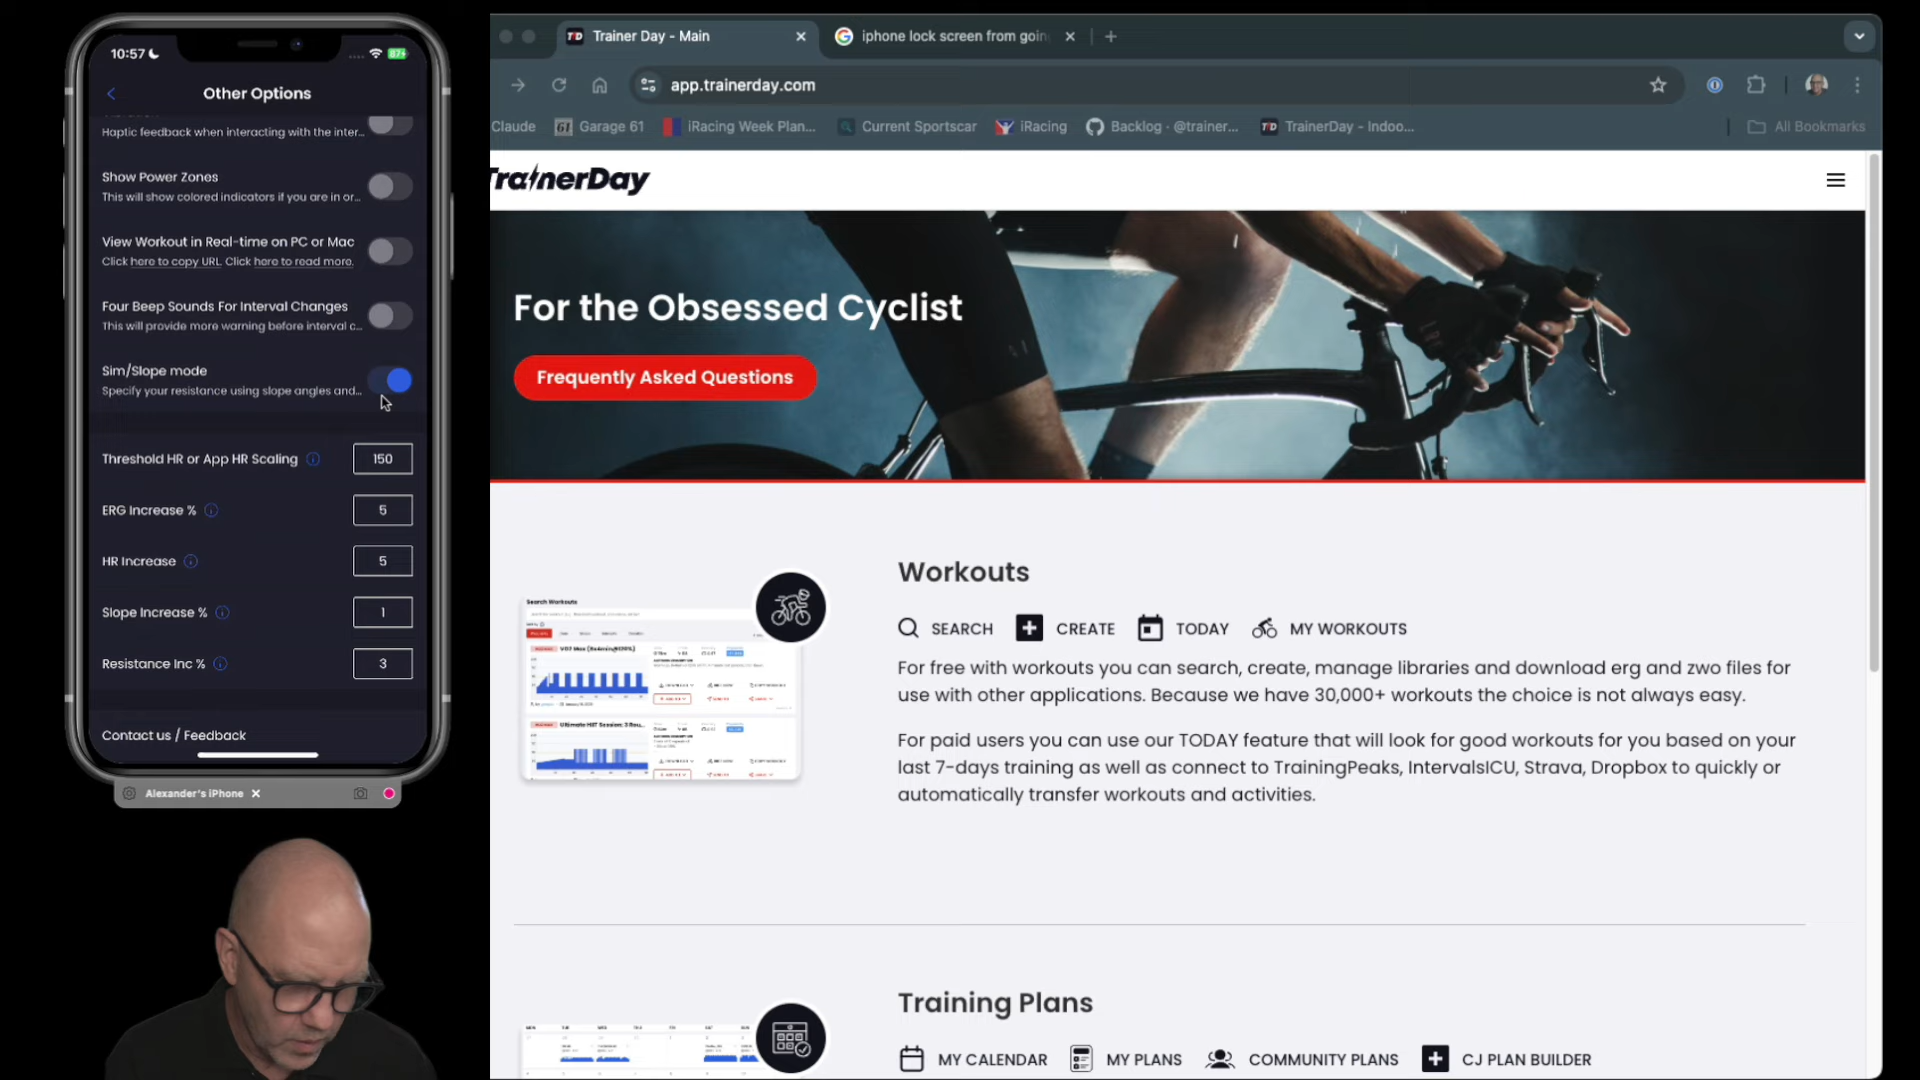 10:57
87
Other Options
Haptic feedback when interacting with the inter...
Show Power Zones
This will show colored indicators if you are in or...
View Workout in Real-time on PC or Mac
Click here to copy URL. Click here to read more.
Four Beep Sounds For Interval Changes
This will provide more warning before interval c...
Sim/Slope mode
Specify your resistance using slope angles and...
Threshold HR or App HR Scaling
150
ERG Increase %
5
HR Increase
5
Slope Increase %
1
Resistance Inc %
3
Contact us / Feedback
Alexander's iPhone
TD Trainer Day - Main
iphone lock screen from goin
app.trainerday.com
Claude
G1 Garage 61
iRacing Week Plan...
Current Sportscar
iRacing
Backlog · @trainer...
TD TrainerDay - Indoo...
All Bookmarks
TrainerDay
For the Obsessed Cyclist
Frequently Asked Questions
Search Workouts
Workouts
SEARCH
CREATE
TODAY
MY WORKOUTS
For free with workouts you can search, create, manage libraries and download erg and zwo files for
use with other applications. Because we have 30,000+ workouts the choice is not always easy.
For paid users you can use our TODAY feature that will look for good workouts for you based on your
last 7-days training as well as connect to TrainingPeaks, IntervalsICU, Strava, Dropbox to quickly or
automatically transfer workouts and activities.
Training Plans
MY CALENDAR
MY PLANS
COMMUNITY PLANS
CJ PLAN BUILDER